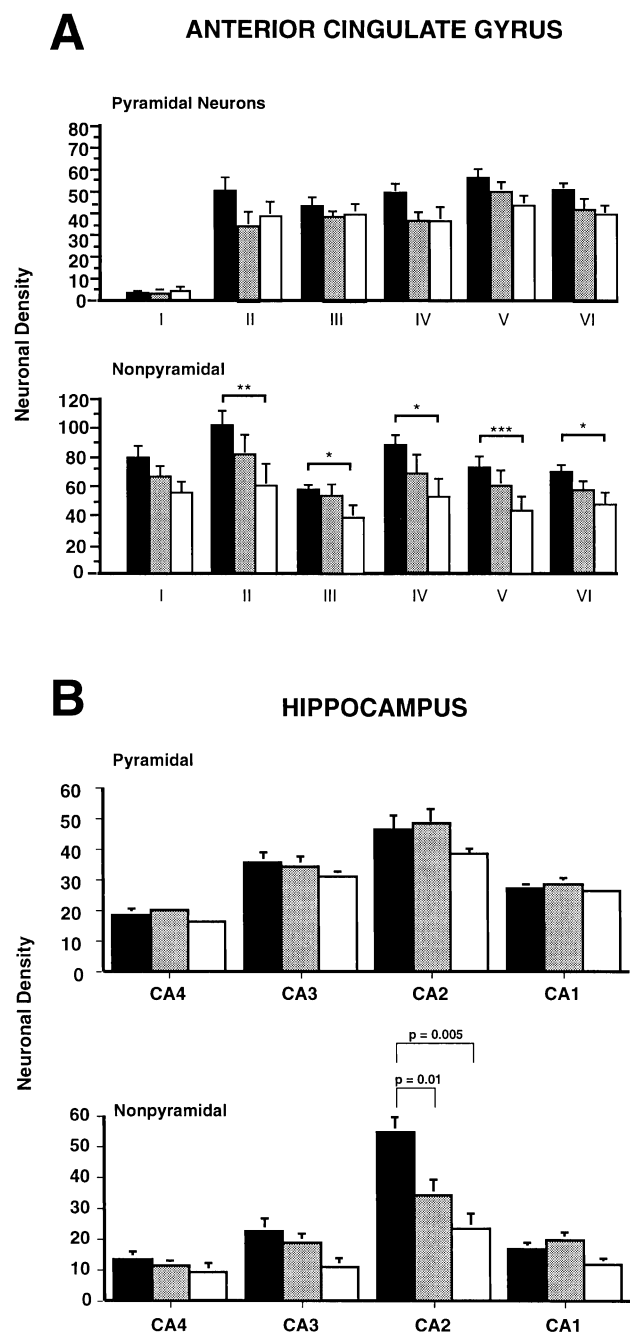 A
ANTERIOR CINGULATE GYRUS
Pyramidal Neurons
80
70
60
50
40
30
20
10
0
I II III IV V VI
Neuronal Density
Nonpyramidal
120
100
80
60
40
20
0
** * * *** *
I II III IV V VI
B
HIPPOCAMPUS
Pyramidal
60
50
40
30
20
10
0
CA4 CA3 CA2 CA1
Neuronal Density
p = 0.005
p = 0.01
Nonpyramidal
60
50
40
30
20
10
0
CA4 CA3 CA2 CA1